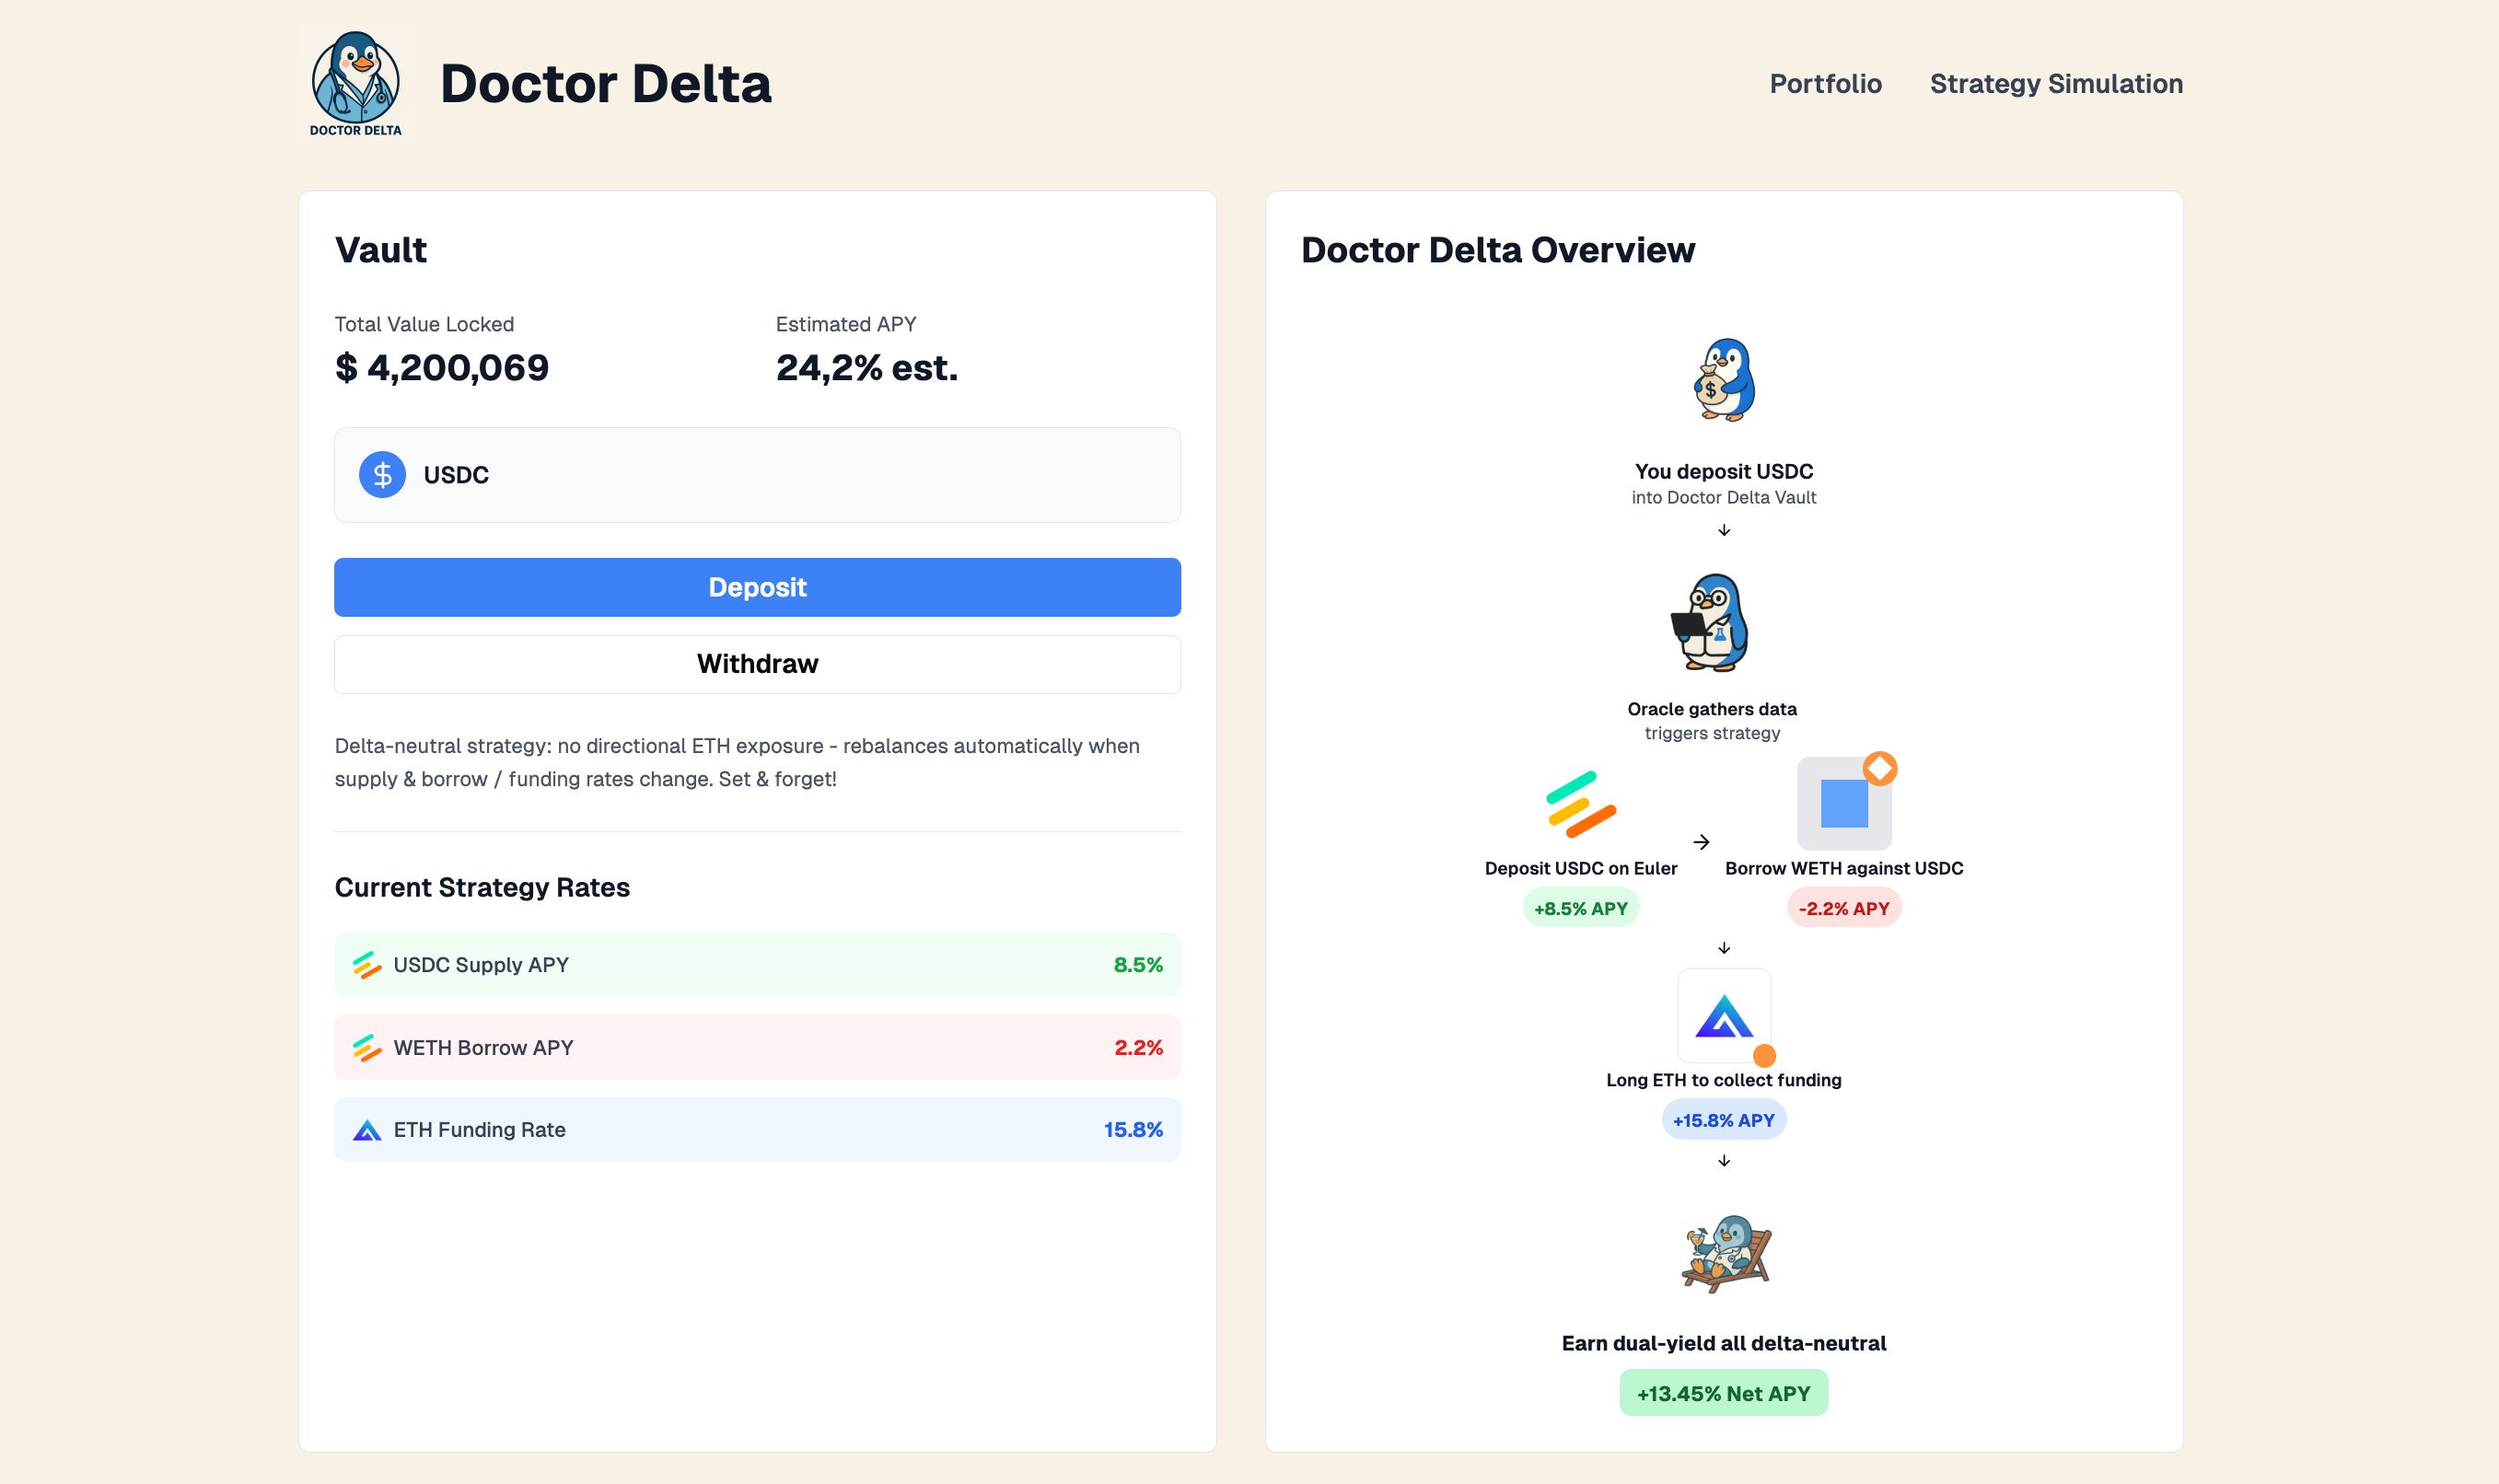 DOCTOR DELTA
Doctor Delta
Portfolio
Strategy Simulation
Vault
Total Value Locked
$ 4,200,069
Estimated APY
24,2% est.
USDC
Deposit
Withdraw
Delta-neutral strategy: no directional ETH exposure - rebalances automatically when
supply & borrow / funding rates change. Set & forget!
Current Strategy Rates
USDC Supply APY
8.5%
WETH Borrow APY
2.2%
ETH Funding Rate
15.8%
Doctor Delta Overview
$
You deposit USDC
into Doctor Delta Vault
Oracle gathers data
triggers strategy
Deposit USDC on Euler
+8.5% APY
Borrow WETH against USDC
-2.2% APY
Long ETH to collect funding
+15.8% APY
Earn dual-yield all delta-neutral
+13.45% Net APY